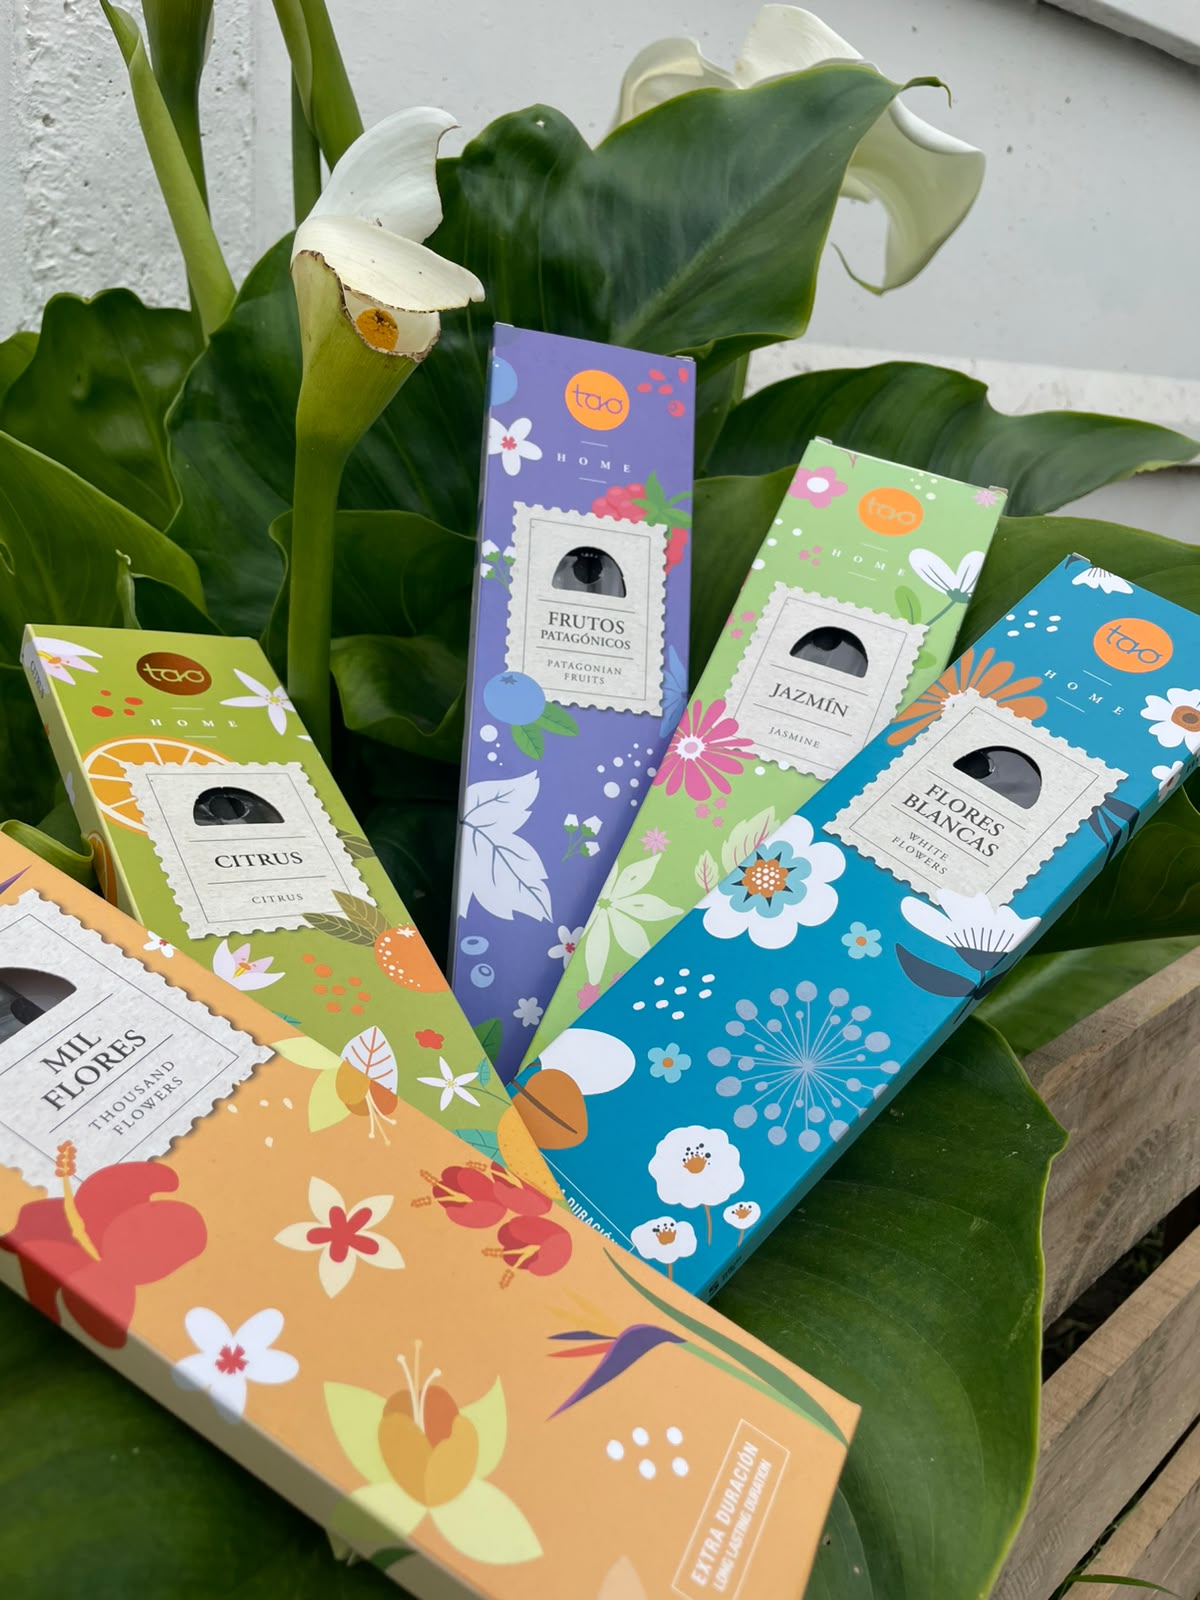 tao
HOME
FRUTOS
PATAGÓNICOS
PATAGONIAN
FRUITS
tao
HOME
JAZMÍN
JASMINE
tao
HOME
FLORES
BLANCAS
WHITE
FLOWERS
tao
HOME
CITRUS
CITRUS
MIL
FLORES
THOUSAND
FLOWERS
EXTRA DURACIÓN
LONG LASTING DURATION
DURACIÓN